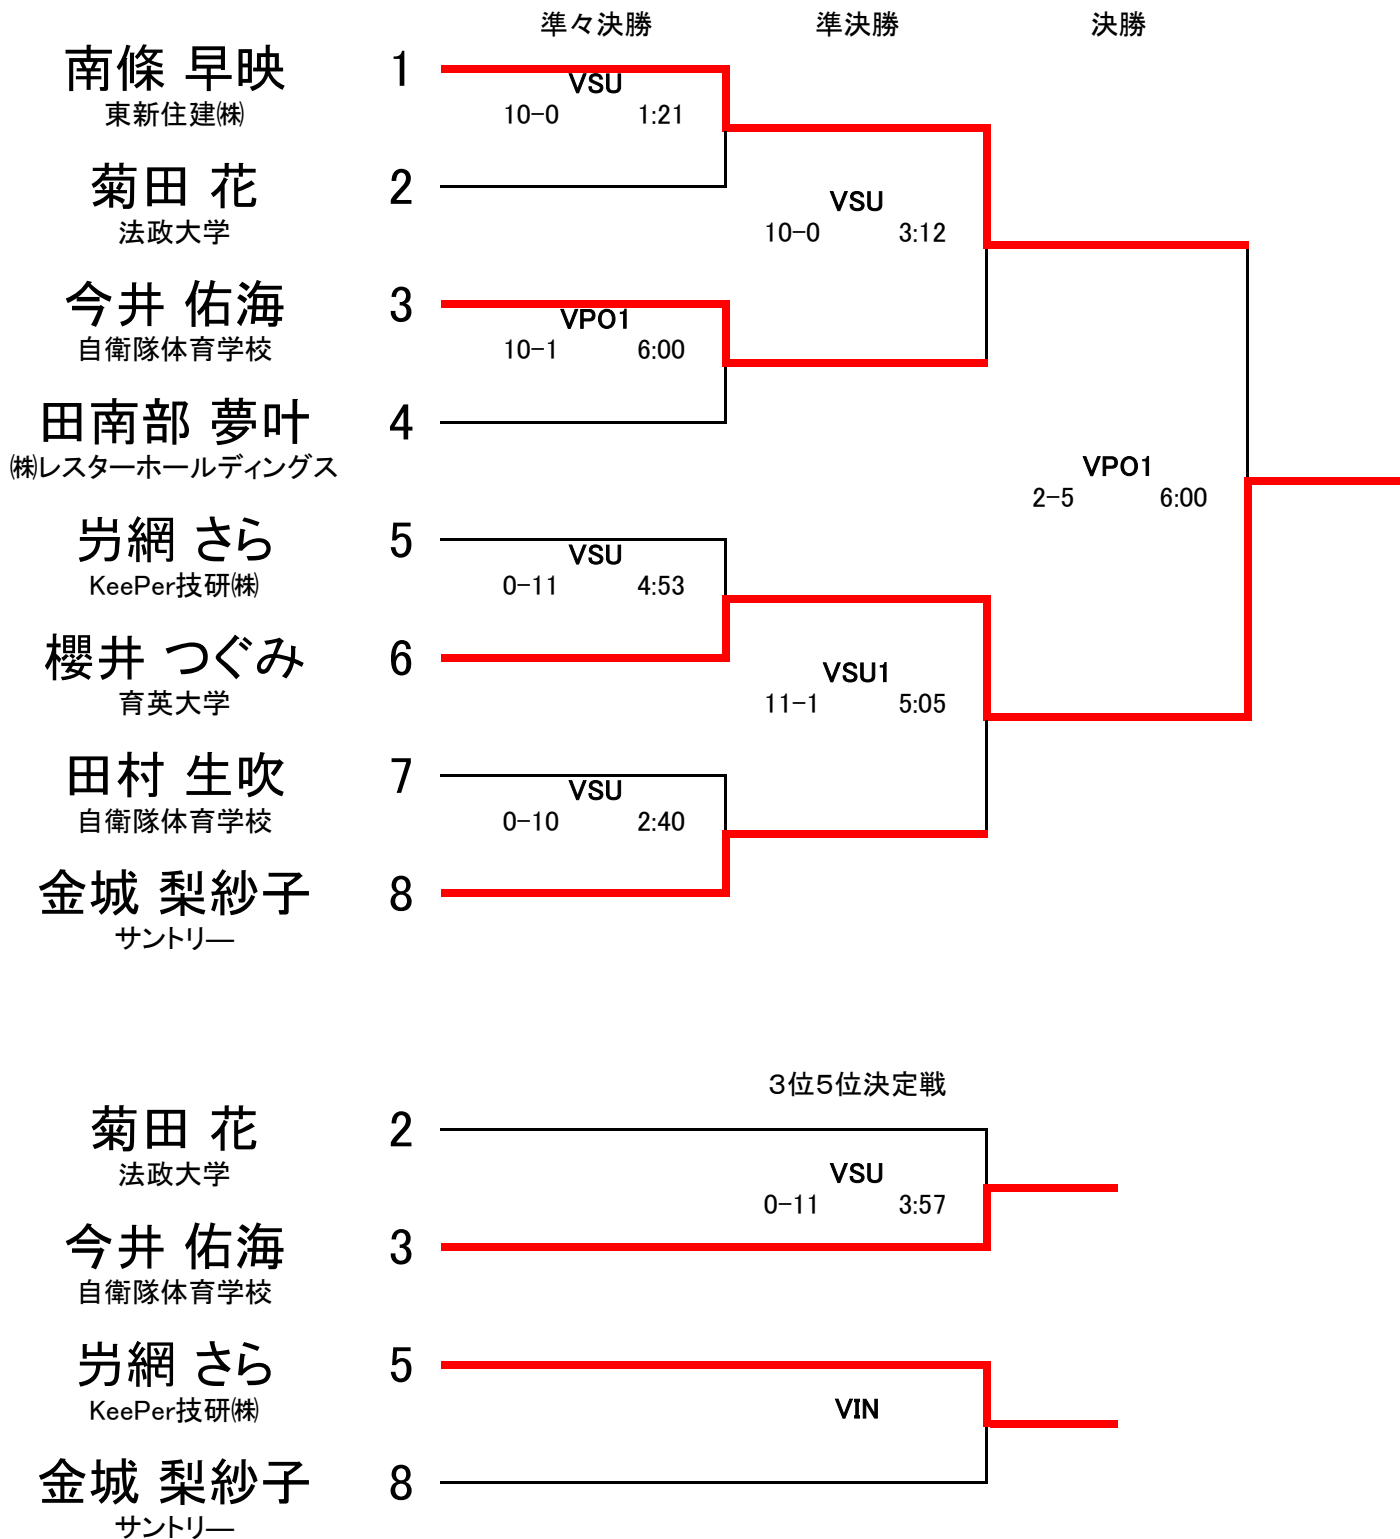 準々決勝 準決勝 決勝
南條 早映 1
東新住建㈱
VSU
10-0 1:21
菊田 花 2
法政大学
VSU
10-0 3:12
今井 佑海 3
自衛隊体育学校
VPO1
10-1 6:00
田南部 夢叶 4
㈱レスターホールディングス
VPO1
2-5 6:00
屶網 さら 5
KeePer技研㈱
VSU
0-11 4:53
櫻井 つぐみ 6
育英大学
VSU1
11-1 5:05
田村 生吹 7
自衛隊体育学校
VSU
0-10 2:40
金城 梨紗子 8
サントリ―
3位5位決定戦
菊田 花 2
法政大学
VSU
0-11 3:57
今井 佑海 3
自衛隊体育学校
屶網 さら 5
KeePer技研㈱
VIN
金城 梨紗子 8
サントリ―